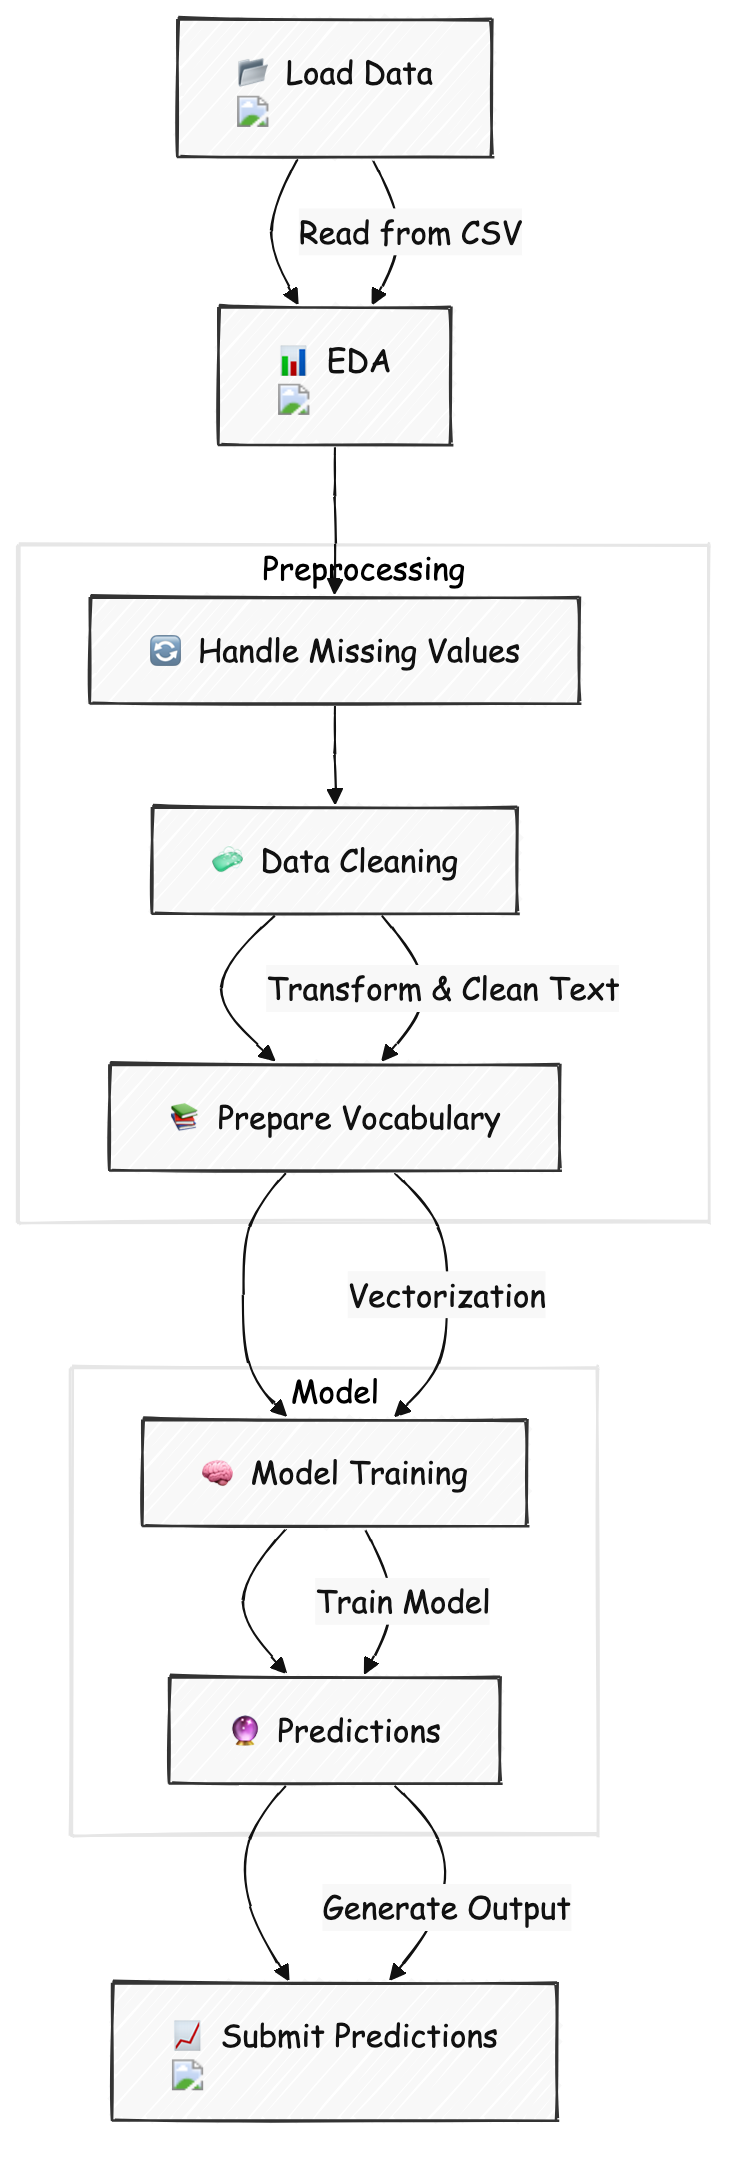 Load Data
Read from CSV
EDA
Preprocessing
Handle Missing Values
Data Cleaning
Transform & Clean Text
Prepare Vocabulary
Vectorization
Model
Model Training
Train Model
Predictions
Generate Output
Submit Predictions